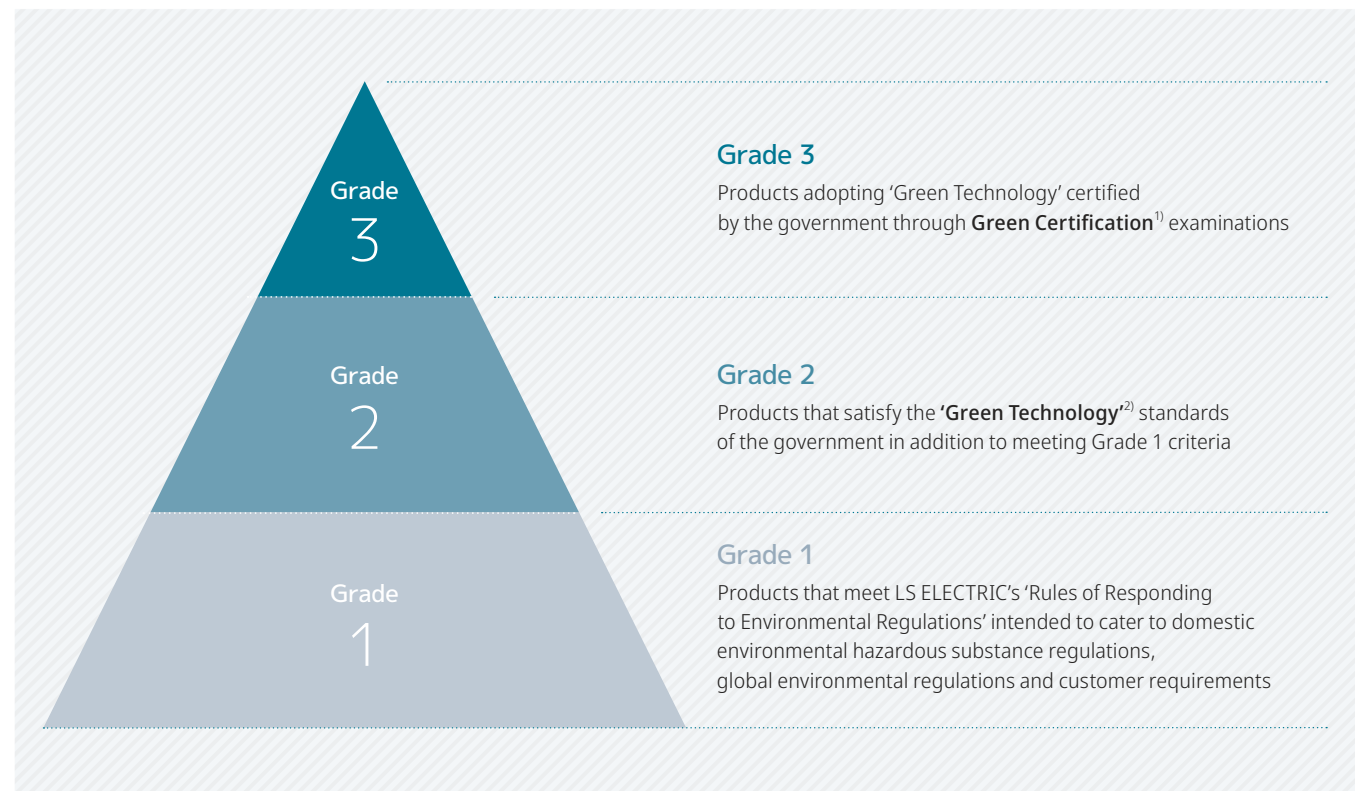 Grade
3
Grade 3
Products adopting ‘Green Technology’ certified
by the government through Green Certification1) examinations
Grade
2
Grade 2
Products that satisfy the ‘Green Technology’2) standards
of the government in addition to meeting Grade 1 criteria
Grade
1
Grade 1
Products that meet LS ELECTRIC’s ‘Rules of Responding
to Environmental Regulations’ intended to cater to domestic
environmental hazardous substance regulations,
global environmental regulations and customer requirements